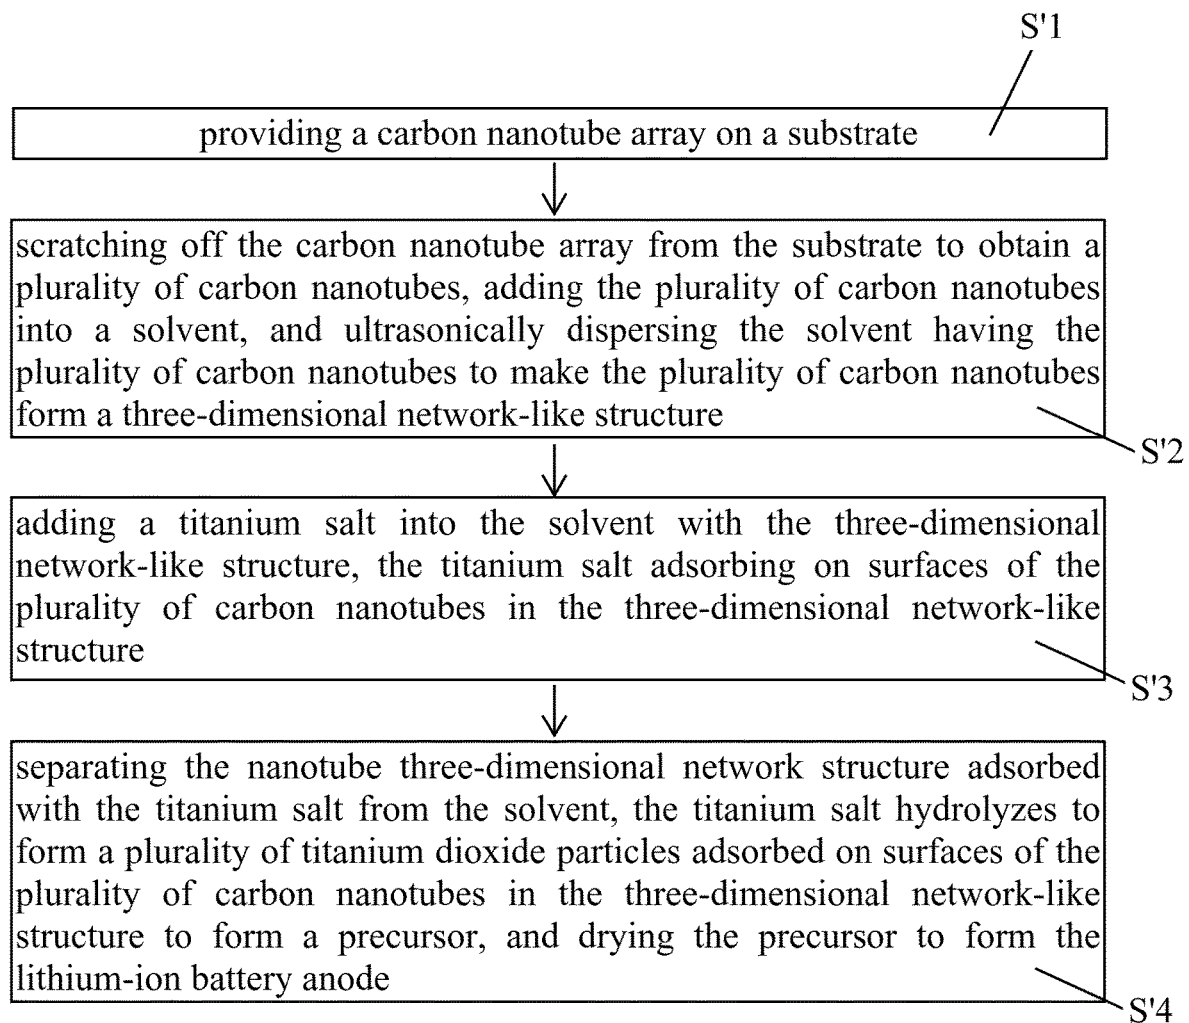 S'1
providing a carbon nanotube array on a substrate
scratching off the carbon nanotube array from the substrate to obtain a
plurality of carbon nanotubes, adding the plurality of carbon nanotubes
into a solvent, and ultrasonically dispersing the solvent having the
plurality of carbon nanotubes to make the plurality of carbon nanotubes
form a three-dimensional network-like structure
S'2
adding a titanium salt into the solvent with the three-dimensional
network-like structure, the titanium salt adsorbing on surfaces of the
plurality of carbon nanotubes in the three-dimensional network-like
structure
S'3
separating the nanotube three-dimensional network structure adsorbed
with the titanium salt from the solvent, the titanium salt hydrolyzes to
form a plurality of titanium dioxide particles adsorbed on surfaces of the
plurality of carbon nanotubes in the three-dimensional network-like
structure to form a precursor, and drying the precursor to form the
lithium-ion battery anode
S'4